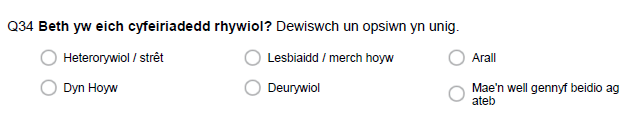 Q34 Beth yw eich cyfeiriadedd rhywiol? Dewiswch un opsiwn yn unig.
Heterorywiol / strêt
Lesbiaidd / merch hoyw
Arall
Dyn Hoyw
Deurywiol
Mae'n well gennyf beidio ag
ateb